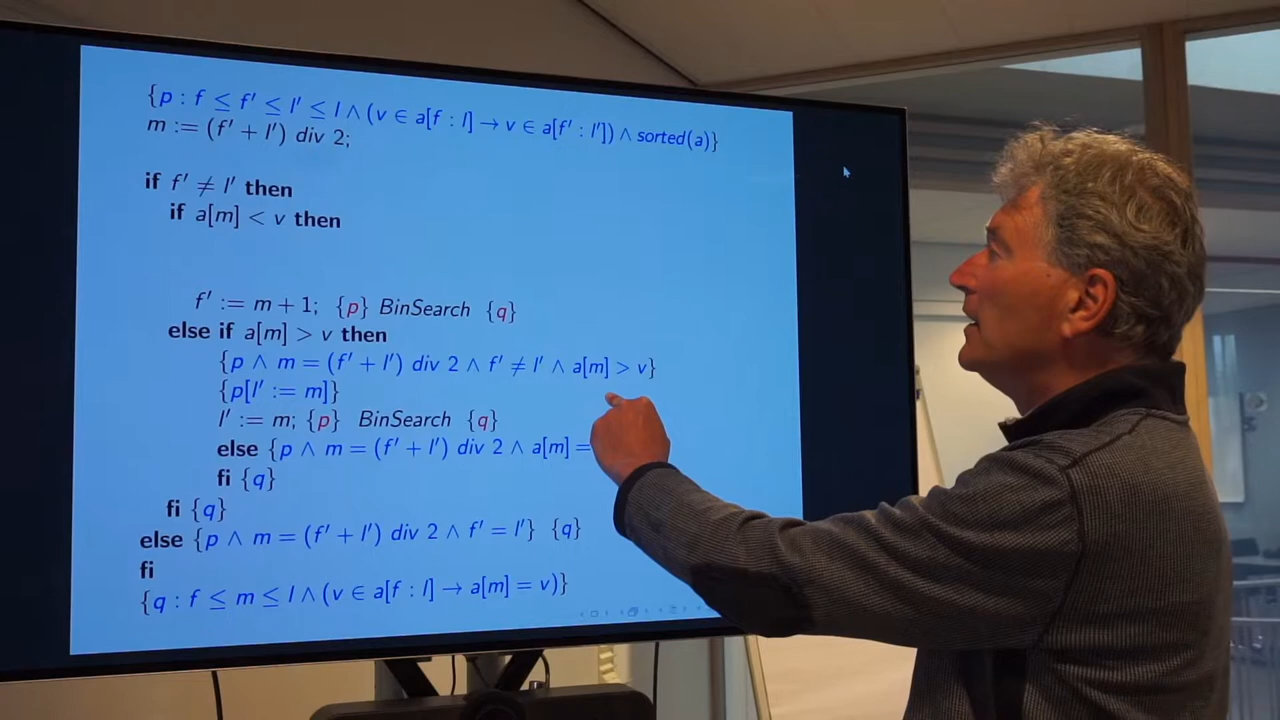 {p : f ≤ f′ ≤ l′ ≤ l ∧ (v ∈ a[f : l] → v ∈ a[f′ : l′]) ∧ sorted(a)}
m := (f′ + l′) div 2;
if f′ ≠ l′ then
if a[m] < v then
f′ := m + 1; {p} BinSearch {q}
else if a[m] > v then
{p ∧ m = (f′ + l′) div 2 ∧ f′ ≠ l′ ∧ a[m] > v}
{p[l′ := m]}
l′ := m; {p} BinSearch {q}
else {p ∧ m = (f′ + l′) div 2 ∧ a[m] =
fi {q}
fi {q}
else {p ∧ m = (f′ + l′) div 2 ∧ f′ = l′} {q}
fi
{q : f ≤ m ≤ l ∧ (v ∈ a[f : l] → a[m] = v)}